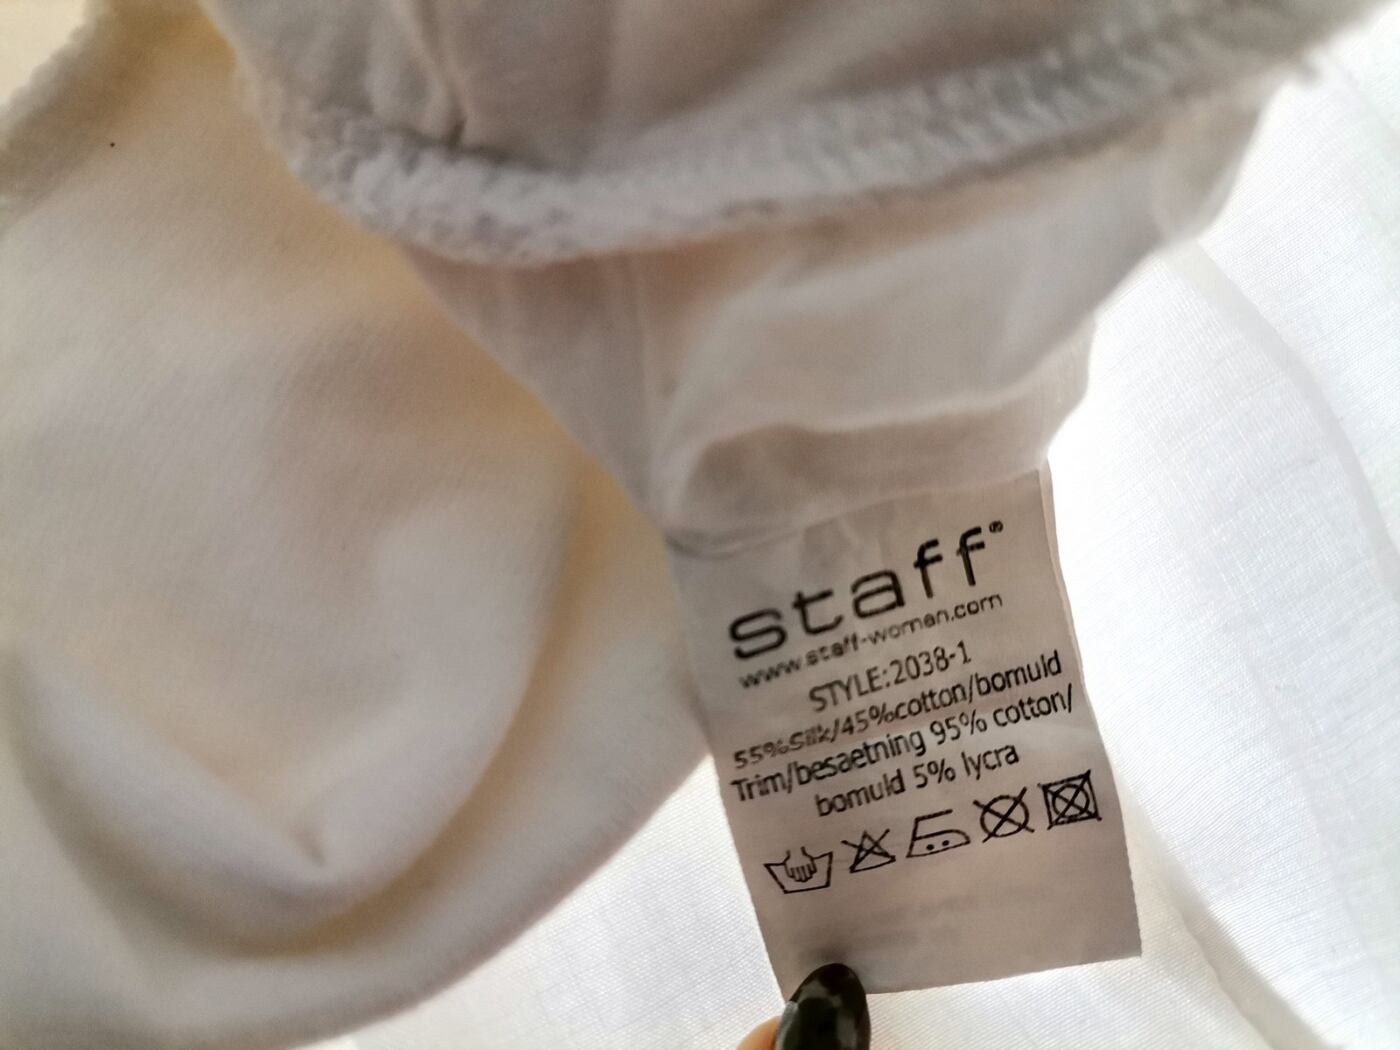 staff®
www.staff-woman.com
STYLE:2038-1
55%Silk/45%cotton/bomuld
Trim/besaetning 95% cotton/
bomuld 5% lycra